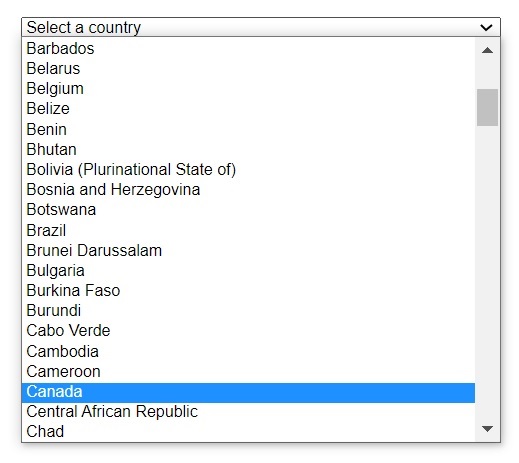 Select a country
Barbados
Belarus
Belgium
Belize
Benin
Bhutan
Bolivia (Plurinational State of)
Bosnia and Herzegovina
Botswana
Brazil
Brunei Darussalam
Bulgaria
Burkina Faso
Burundi
Cabo Verde
Cambodia
Cameroon
Canada
Central African Republic
Chad